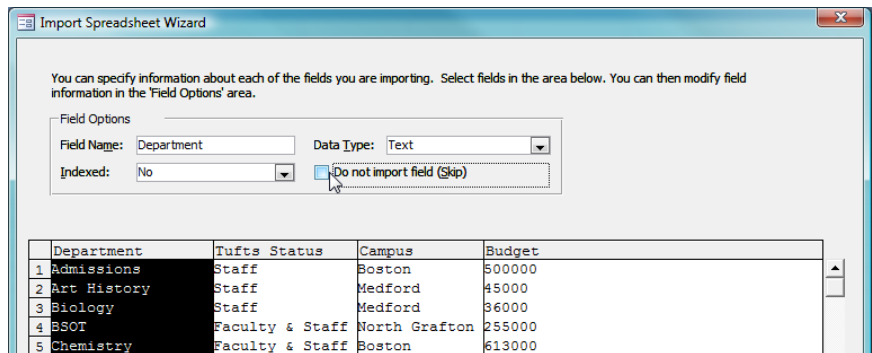 Import Spreadsheet Wizard
You can specify information about each of the fields you are importing. Select fields in the area below. You can then modify field
information in the 'Field Options' area.
Field Options
Field Name: Department Data Type: Text
Indexed: No Do not import field (Skip)
Department Tufts Status Campus Budget
1 Admissions Staff Boston 500000
2 Art History Staff Medford 45000
3 Biology Staff Medford 36000
4 BSOT Faculty & Staff North Grafton 255000
5 Chemistry Faculty & Staff Boston 613000